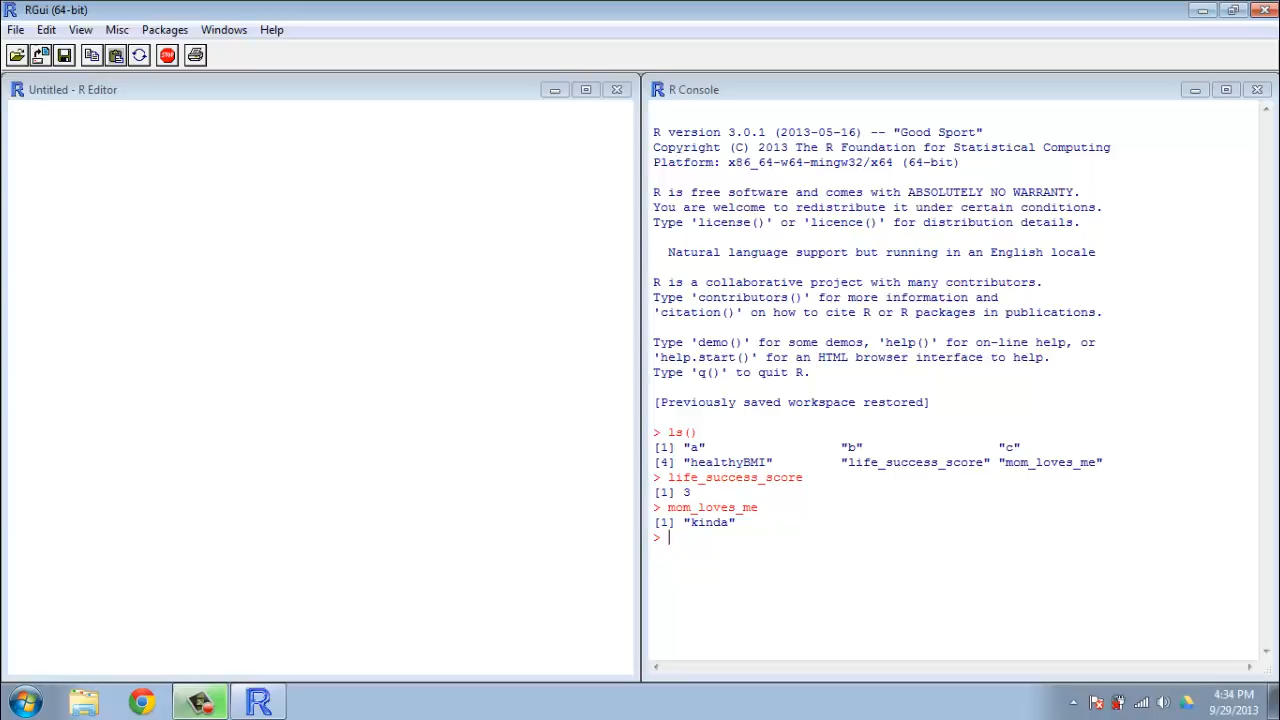 RGui (64-bit)
File Edit View Misc Packages Windows Help
STOP
Untitled - R Editor
R Console
R version 3.0.1 (2013-05-16) -- "Good Sport"
Copyright (C) 2013 The R Foundation for Statistical Computing
Platform: x86_64-w64-mingw32/x64 (64-bit)
R is free software and comes with ABSOLUTELY NO WARRANTY.
You are welcome to redistribute it under certain conditions.
Type 'license()' or 'licence()' for distribution details.
Natural language support but running in an English locale
R is a collaborative project with many contributors.
Type 'contributors()' for more information and
'citation()' on how to cite R or R packages in publications.
Type 'demo()' for some demos, 'help()' for on-line help, or
'help.start()' for an HTML browser interface to help.
Type 'q()' to quit R.
[Previously saved workspace restored]
> ls()
[1] "a" "b" "c"
[4] "healthyBMI" "life_success_score" "mom_loves_me"
> life_success_score
[1] 3
> mom_loves_me
[1] "kinda"
>
4:34 PM
9/29/2013